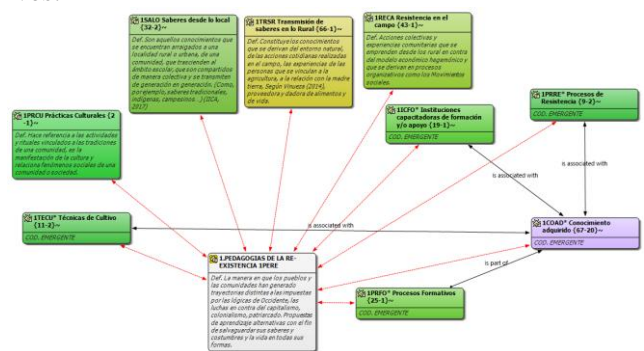 1SALO Saberes desde lo local
(32-2)~
Def. Son aquellos conocimientos que
se encuentran arraigados a una
localidad rural o urbana, de una
comunidad, que trascienden al ámbito
escolar, que son compartidos
de manera colectiva y se transmiten
de generación en generación. (Como,
por ejemplo, saberes tradicionales,
indígenas, campesinos...) (IDEA,
2017)
1TRSR Transmisión de
saberes en lo Rural (66-1)~
Def. Constituye los conocimientos que
se derivan del entorno natural,
de las acciones cotidianas realizadas
en el campo, las experiencias de las
personas que se vinculan a la
agricultura, a la relación con la madre
tierra, Según Vinueza (2014),
proveedora y dadora de alimentos y
de vida.
1RECA Resistencia en el
campo (43-1)~
Def. Acciones colectivas y
experiencias comunitarias que se
emprenden desde los rural en contra
del modelo económico hegemónico y
que se derivan en procesos
organizativos como los Movimientos
sociales.
1PRCU Prácticas Culturales (2
-1)~
Def. Hace referencia a las actividades
y rituales vinculados a las tradiciones
de una comunidad, es la
manifestación de la cultura y
relaciona fenómenos sociales de una
comunidad o sociedad.
1ICFO* Instituciones
capacitadoras de formación
y/o apoyo (19-1)~
COD. EMERGENTE
1PRRE* Procesos de
Resistencia (9-2)~
COD. EMERGENTE
is associated with
is associated with
1TECU* Técnicas de Cultivo
(11-2)~
COD. EMERGENTE
is associated with
1COAD* Conocimiento
adquirido (67-20)~
COD. EMERGENTE
is part of
1.PEDAGOGIAS DE LA RE-
EXISTENCIA 1PERE
Def. La manera en que los pueblos y
las comunidades han generado
trayectorias distintas a las impuestas
por las lógicas de Occidente, las
luchas en contra del capitalismo,
colonialismo, patriarcado. Propuestas
de aprendizaje alternativas con el fin
de salvaguardar sus saberes y
costumbres y la vida en todas sus
formas.
1PRFO* Procesos Formativos
(25-1)~
COD. EMERGENTE